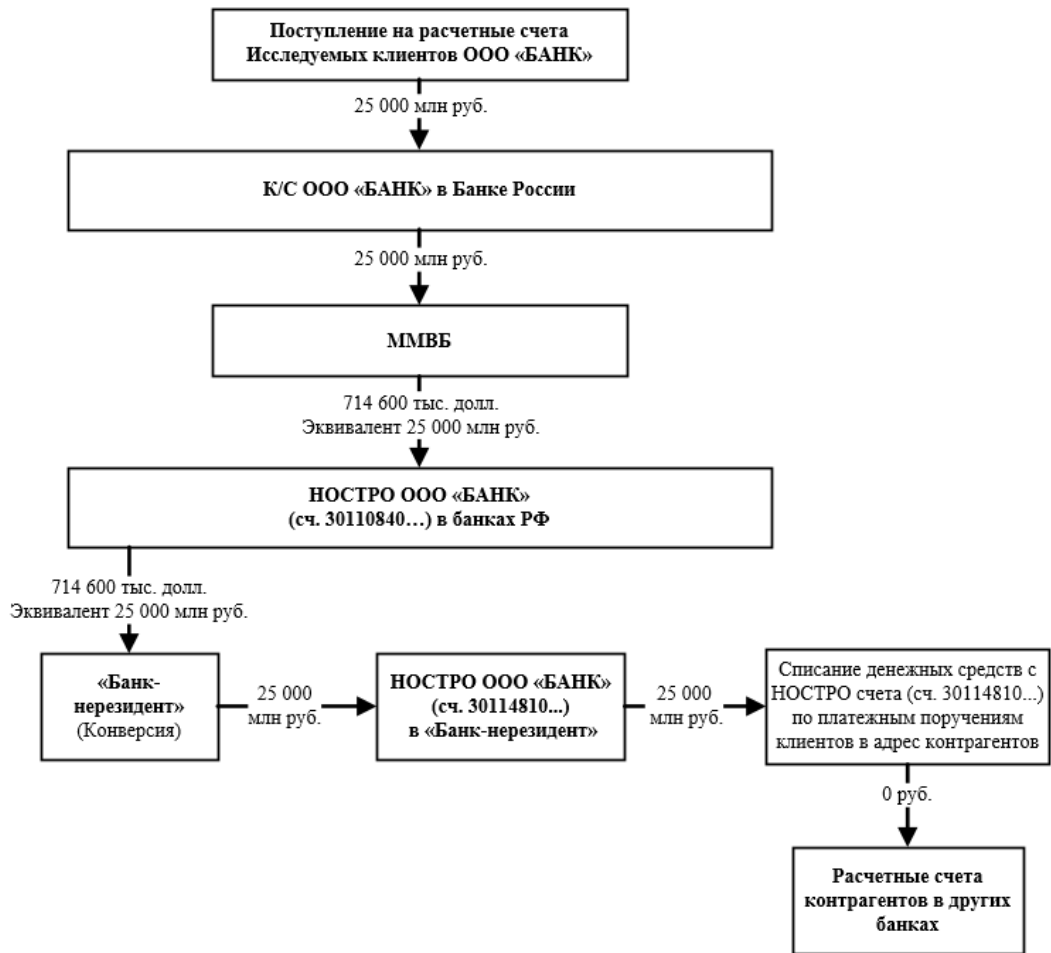 Поступление на расчетные счета
Исследуемых клиентов ООО «БАНК»
25 000 млн руб.
К/С ООО «БАНК» в Банке России
25 000 млн руб.
ММВБ
714 600 тыс. долл.
Эквивалент 25 000 млн руб.
НОСТРО ООО «БАНК»
(сч. 30110840…) в банках РФ
714 600 тыс. долл.
Эквивалент 25 000 млн руб.
«Банк-
нерезидент»
(Конверсия)
25 000
млн руб.
НОСТРО ООО «БАНК»
(сч. 30114810...)
в «Банк-нерезидент»
25 000
млн руб.
Списание денежных средств с
НОСТРО счета (сч. 30114810...)
по платежным поручениям
клиентов в адрес контрагентов
0 руб.
Расчетные счета
контрагентов в других
банках